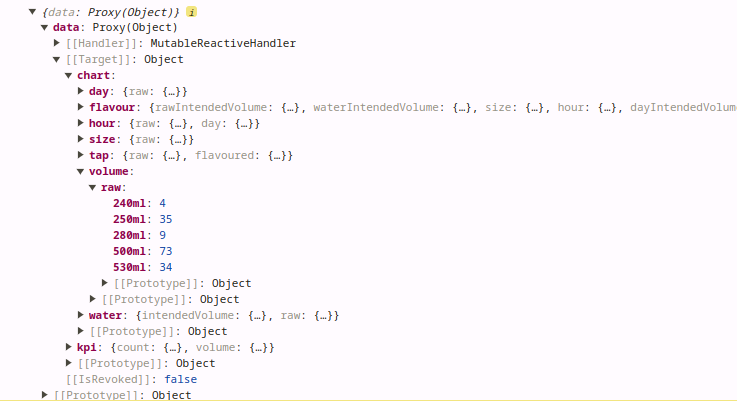 {data: Proxy(Object)} i
data: Proxy(Object)
[[Handler]]: MutableReactiveHandler
[[Target]]: Object
chart:
day: {raw: {…}}
flavour: {rawIntendedVolume: {…}, waterIntendedVolume: {…}, size: {…}, hour: {…}, dayIntendedVolum
hour: {raw: {…}, day: {…}}
size: {raw: {…}}
tap: {raw: {…}, flavoured: {…}}
volume:
raw:
240ml: 4
250ml: 35
280ml: 9
500ml: 73
530ml: 34
[[Prototype]]: Object
[[Prototype]]: Object
water: {intendedVolume: {…}, raw: {…}}
[[Prototype]]: Object
kpi: {count: {…}, volume: {…}}
[[Prototype]]: Object
[[IsRevoked]]: false
[[Prototype]]: Object